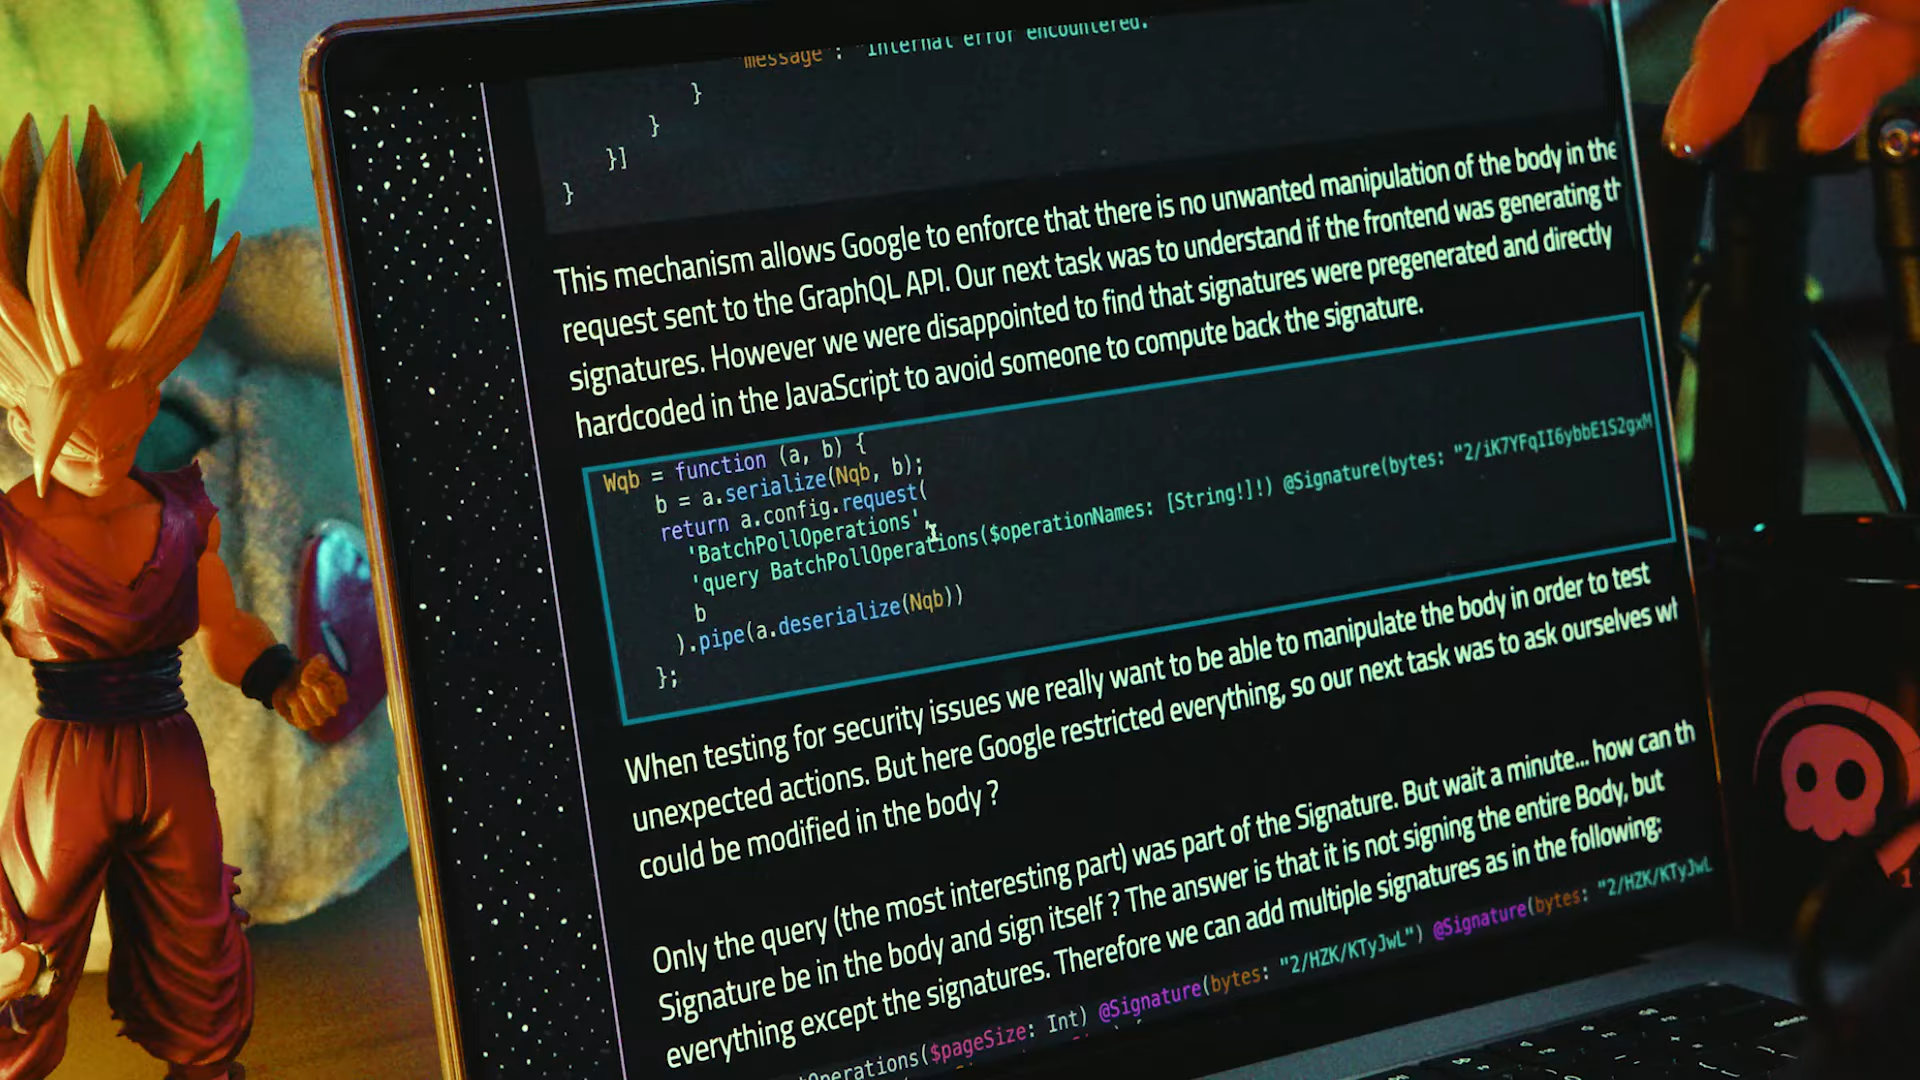 "message": "Internal error encountered."
}
}
}]
}
This mechanism allows Google to enforce that there is no unwanted manipulation of the body in the
request sent to the GraphQL API. Our next task was to understand if the frontend was generating th
signatures. However we were disappointed to find that signatures were pregenerated and directly
hardcoded in the JavaScript to avoid someone to compute back the signature.
Wqb = function (a, b) {
b = a.serialize(Nqb, b);
return a.config.request(
'BatchPollOperations',
'query BatchPollOperations($operationNames: [String!]!) @Signature(bytes: "2/iK7YFqII6ybbE1S2gxM
b
).pipe(a.deserialize(Nqb))
};
When testing for security issues we really want to be able to manipulate the body in order to test
unexpected actions. But here Google restricted everything, so our next task was to ask ourselves wh
could be modified in the body ?
Only the query (the most interesting part) was part of the Signature. But wait a minute... how can th
Signature be in the body and sign itself ? The answer is that it is not signing the entire Body, but
everything except the signatures. Therefore we can add multiple signatures as in the following:
tOperations($pageSize: Int) @Signature(bytes: "2/HZK/KTyJwL") @Signature(bytes: "2/HZK/KTyJwL